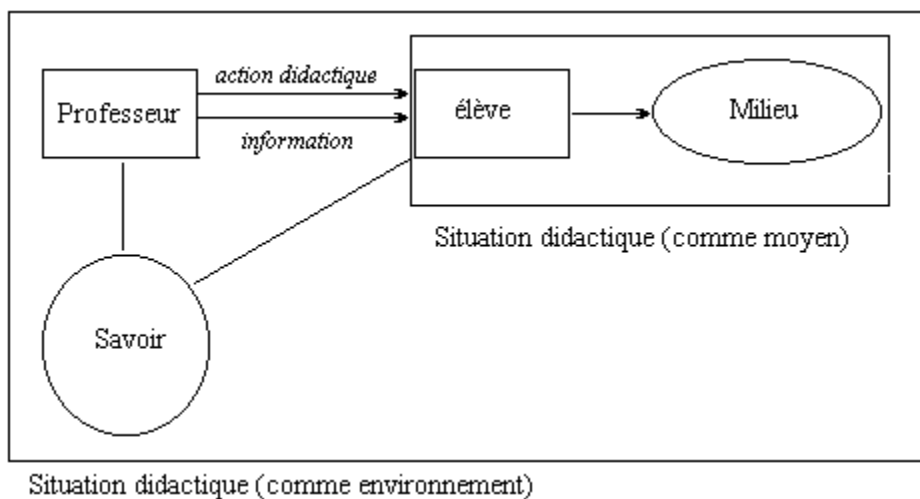 action didactique
Professeur
information
élève
Milieu
Situation didactique (comme moyen)
Savoir
Situation didactique (comme environnement)